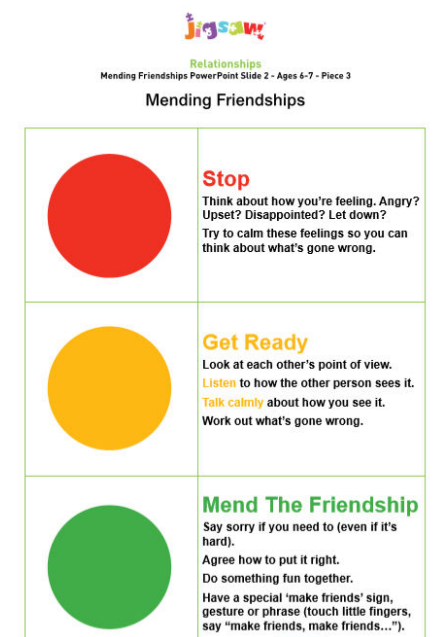 jigsaw
Relationships
Mending Friendships PowerPoint Slide 2 - Ages 6-7 - Piece 3
Mending Friendships
Stop
Think about how you're feeling. Angry?
Upset? Disappointed? Let down?
Try to calm these feelings so you can
think about what's gone wrong.
Get Ready
Look at each other's point of view.
Listen to how the other person sees it.
Talk calmly about how you see it.
Work out what's gone wrong.
Mend The Friendship
Say sorry if you need to (even if it's
hard).
Agree how to put it right.
Do something fun together.
Have a special 'make friends' sign,
gesture or phrase (touch little fingers,
say “make friends, make friends…”).